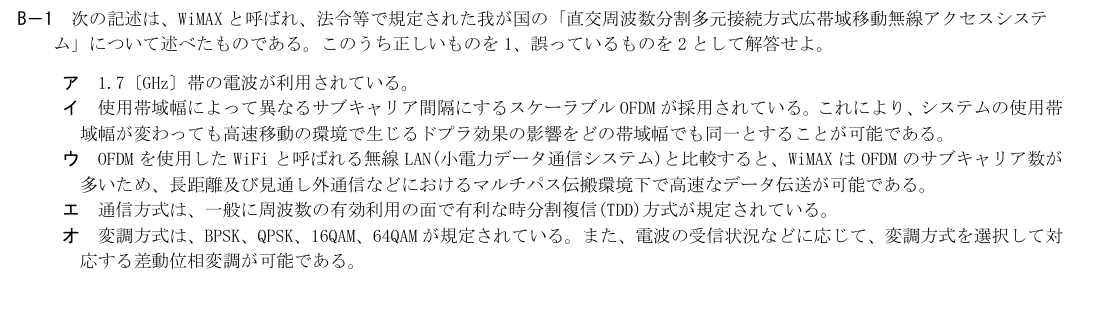 B－1 次の記述は、WiMAX と呼ばれ、法令等で規定された我が国の「直交周波数分割多元接続方式広帯域移動無線アクセスシステ
ム」について述べたものである。このうち正しいものを 1、誤っているものを 2 として解答せよ。
ア 1.7〔GHz〕帯の電波が利用されている。
イ 使用帯域幅によって異なるサブキャリア間隔にするスケーラブル OFDM が採用されている。これにより、システムの使用帯
域幅が変わっても高速移動の環境で生じるドプラ効果の影響をどの帯域幅でも同一とすることが可能である。
ウ OFDM を使用した WiFi と呼ばれる無線 LAN(小電力データ通信システム)と比較すると、WiMAX は OFDM のサブキャリア数が
多いため、長距離及び見通し外通信などにおけるマルチパス伝搬環境下で高速なデータ伝送が可能である。
エ 通信方式は、一般に周波数の有効利用の面で有利な時分割複信(TDD)方式が規定されている。
オ 変調方式は、BPSK、QPSK、16QAM、64QAM が規定されている。また、電波の受信状況などに応じて、変調方式を選択して対
応する差動位相変調が可能である。